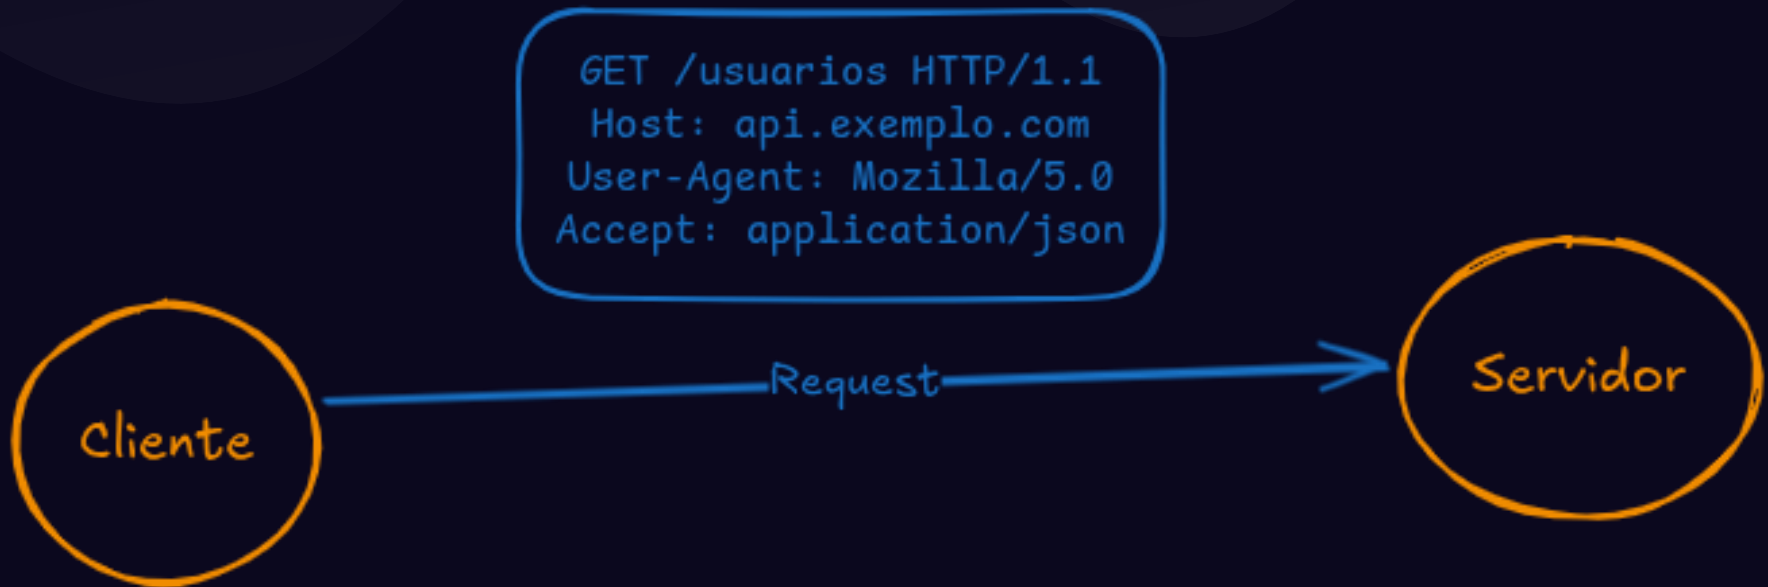 GET /usuarios HTTP/1.1
Host: api.exemplo.com
User-Agent: Mozilla/5.0
Accept: application/json
Cliente
Request
Servidor